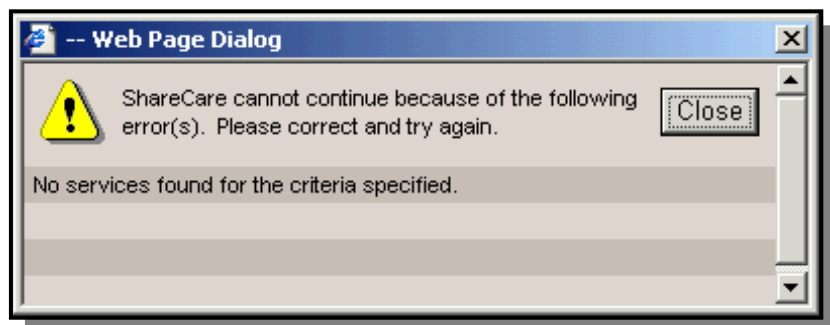 -- Web Page Dialog
ShareCare cannot continue because of the following
error(s). Please correct and try again.
Close
No services found for the criteria specified.